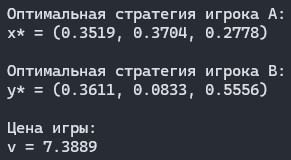 Оптимальная стратегия игрока A:
x* = (0.3519, 0.3704, 0.2778)
Оптимальная стратегия игрока B:
y* = (0.3611, 0.0833, 0.5556)
Цена игры:
v = 7.3889